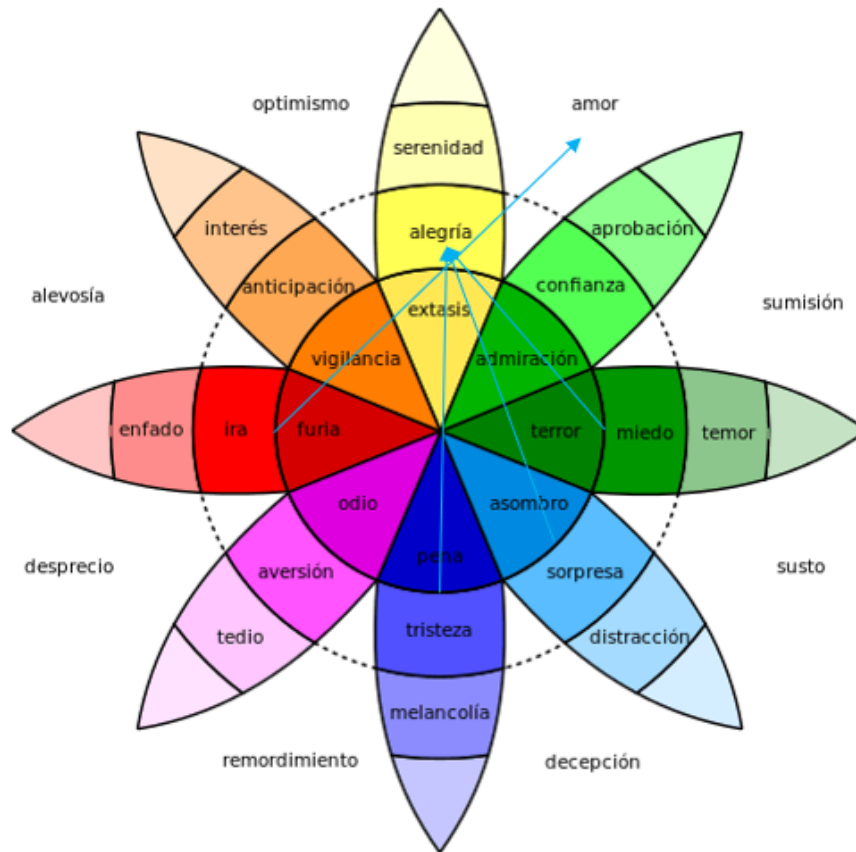 optimismo
amor
serenidad
interés
alegría
aprobación
anticipación
confianza
alevosía
extasis
sumisión
vigilancia
admiración
enfado
ira
furia
terror
miedo
temor
odio
asombro
desprecio
aversión
pena
sorpresa
susto
tedio
tristeza
distracción
melancolía
remordimiento
decepción